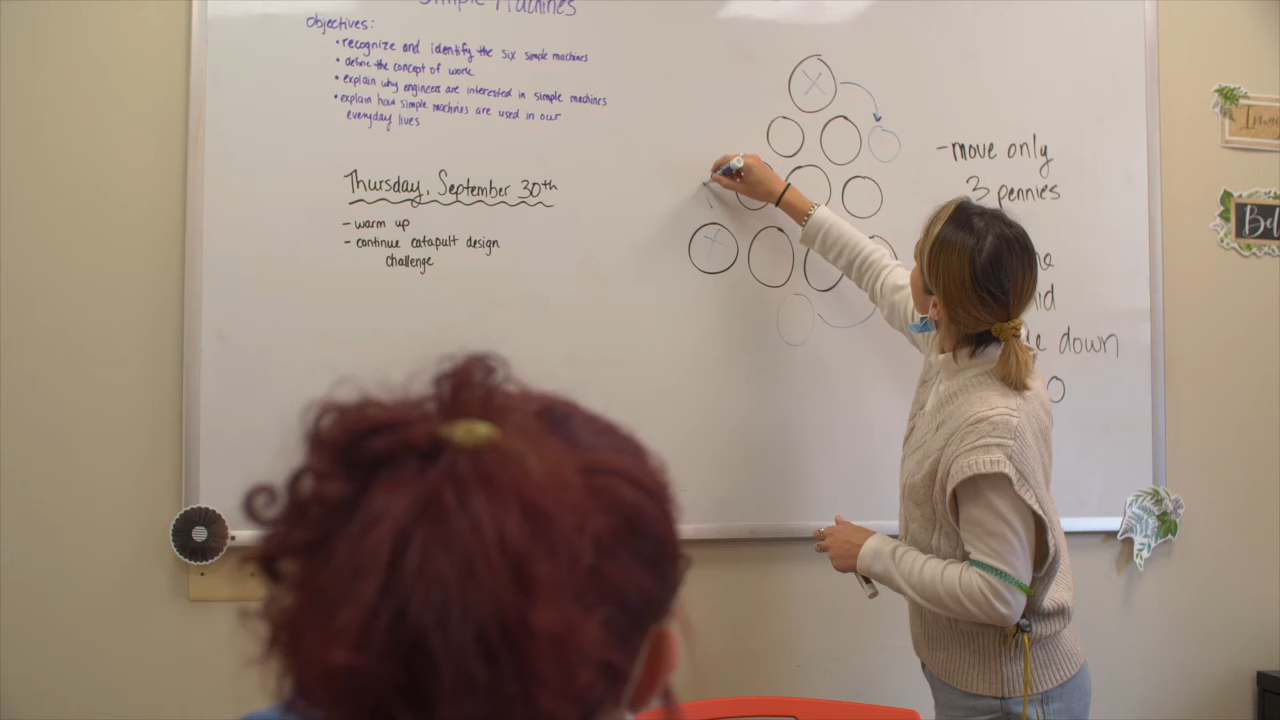 Simple Machines
objectives:
• recognize and identify the six simple machines
• define the concept of work
• explain why engineers are interested in simple machines
• explain how simple machines are used in our
everyday lives
Thursday, September 30th
- warm up
- continue catapult design
challenge
X
X
- move only
3 pennies
down